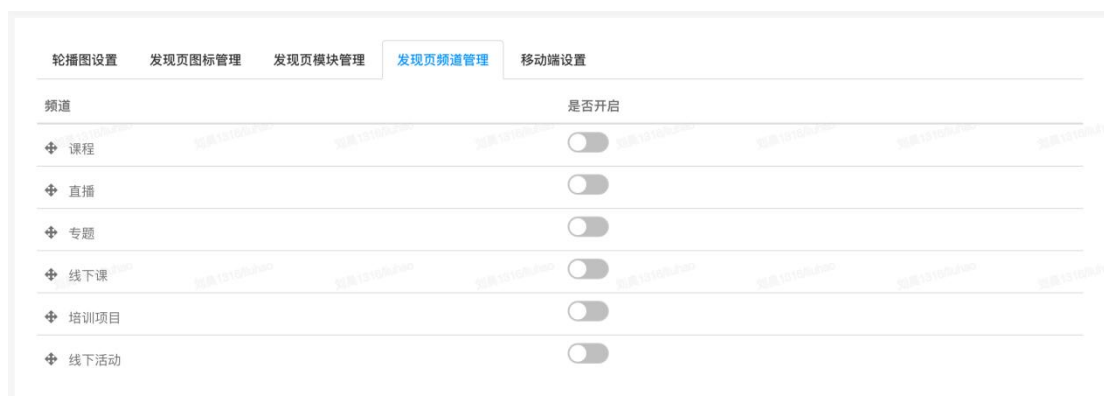 轮播图设置 发现页图标管理 发现页模块管理 发现页频道管理 移动端设置
频道 是否开启
课程
直播
专题
线下课
培训项目
线下活动